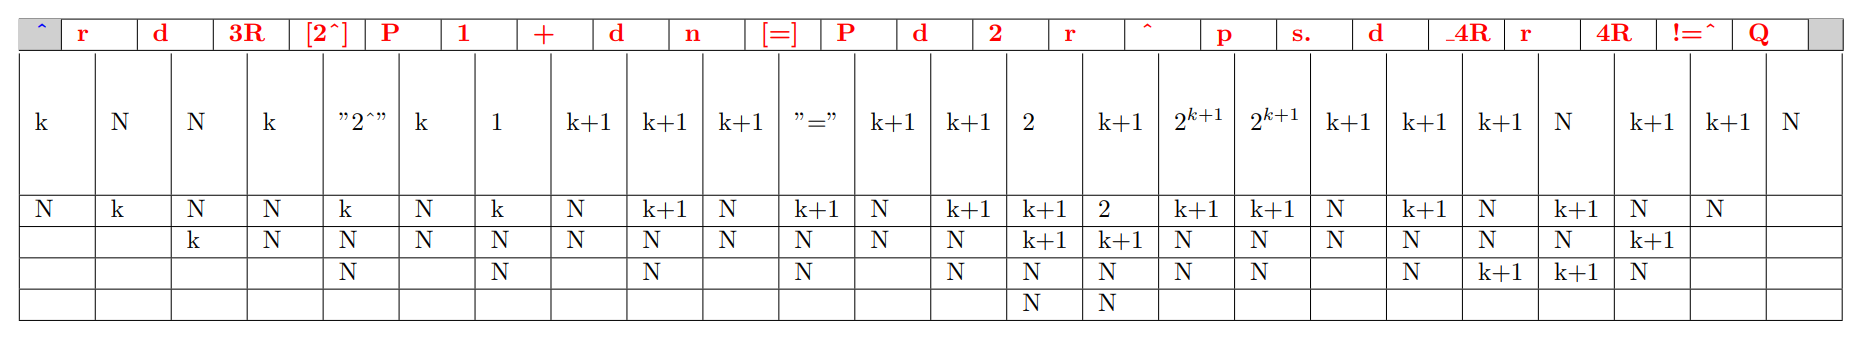 ^ r d 3R [2^] P 1 + d n [=] P d 2 r ^ p s. d _4R r 4R !=^ Q
k N N k "2^" k 1 k+1 k+1 k+1 "=" k+1 k+1 2 k+1 2^{k+1} 2^{k+1} k+1 k+1 k+1 N k+1 k+1 N
N k N N k N k N k+1 N k+1 N k+1 k+1 2 k+1 k+1 N k+1 N k+1 N N
k N N N N N N N N N N k+1 k+1 N N N N N N k+1
N N N N N N N N N N k+1 k+1 N
N N